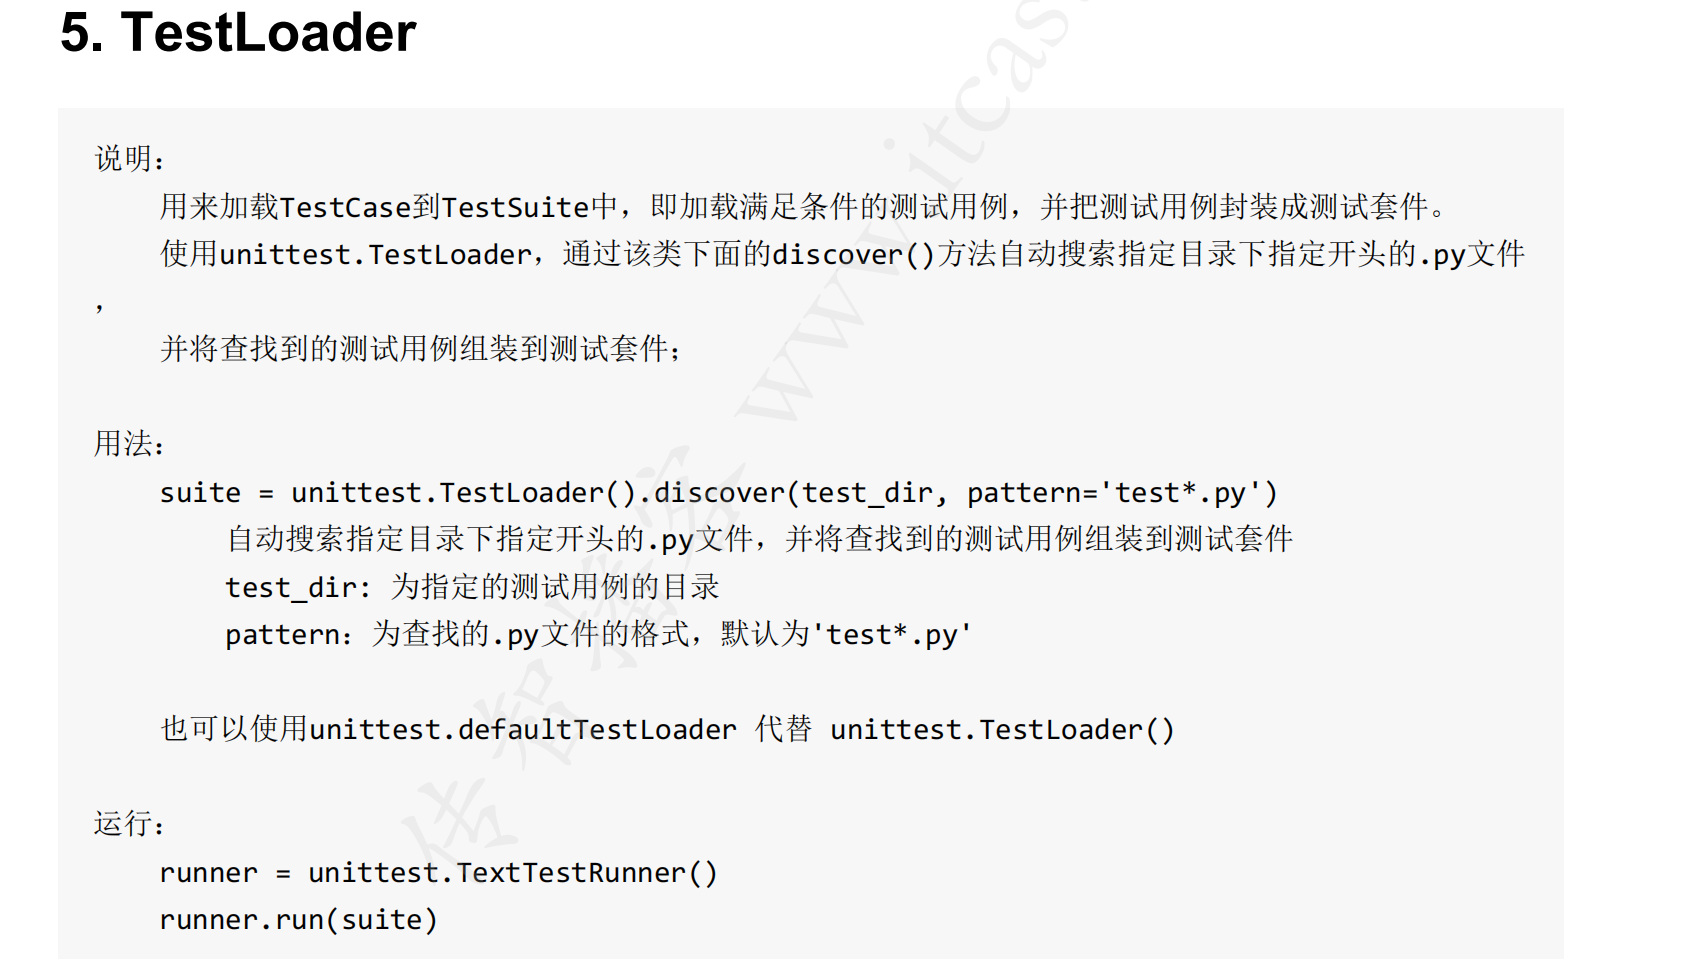 5. TestLoader
说明：
用来加载TestCase到TestSuite中，即加载满足条件的测试用例，并把测试用例封装成测试套件。
使用unittest.TestLoader，通过该类下面的discover()方法自动搜索指定目录下指定开头的.py文件
，
并将查找到的测试用例组装到测试套件；
用法：
suite = unittest.TestLoader().discover(test_dir, pattern='test*.py')
自动搜索指定目录下指定开头的.py文件，并将查找到的测试用例组装到测试套件
test_dir: 为指定的测试用例的目录
pattern：为查找的.py文件的格式，默认为'test*.py'
也可以使用unittest.defaultTestLoader 代替 unittest.TestLoader()
运行：
runner = unittest.TextTestRunner()
runner.run(suite)
传智播客 www.itcas